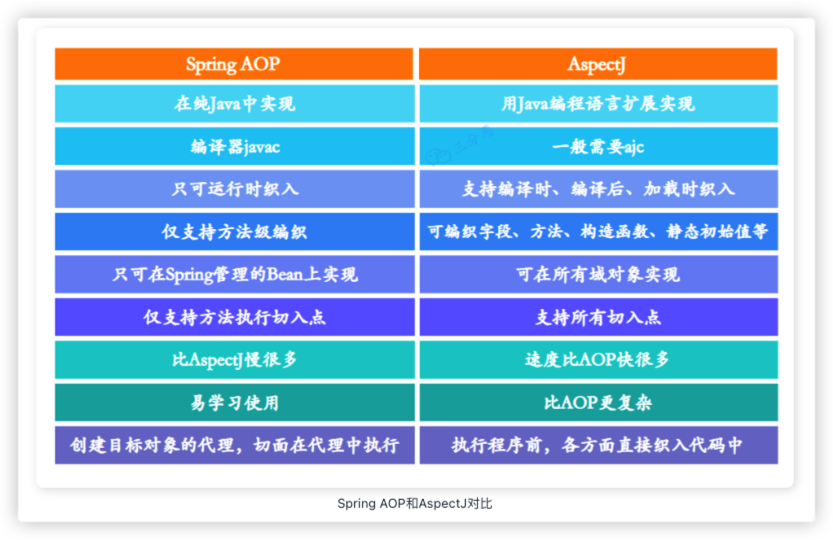 Spring AOP AspectJ
在纯Java中实现 用Java编程语言扩展实现
编译器javac 一般需要ajc
只可运行时织入 支持编译时、编译后、加载时织入
仅支持方法级编织 可编织字段、方法、构造函数、静态初始值等
只可在Spring管理的Bean上实现 可在所有域对象实现
仅支持方法执行切入点 支持所有切入点
比AspectJ慢很多 速度比AOP快很多
易学习使用 比AOP更复杂
创建目标对象的代理，切面在代理中执行 执行程序前，各方面直接织入代码中
Spring AOP和AspectJ对比